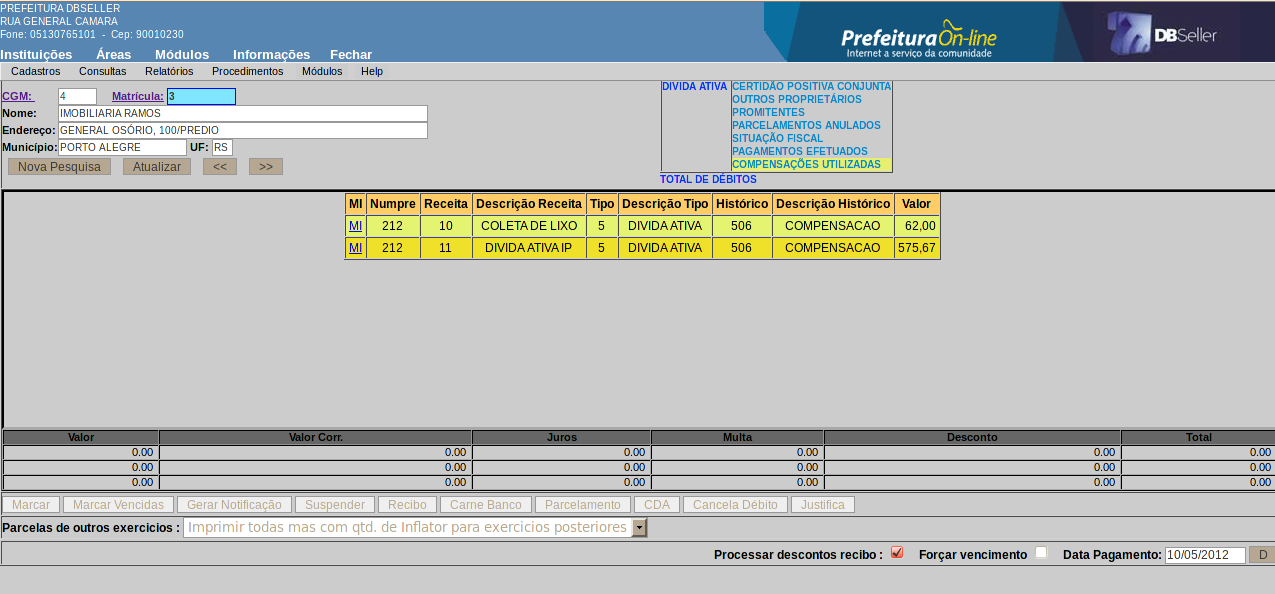 PREFEITURA DBSELLER
RUA GENERAL CAMARA
Fone: 05130765101 - Cep: 90010230
Prefeitura On-line
Internet a serviço da comunidade
DBSeller
Instituições Áreas Módulos Informações Fechar
Cadastros Consultas Relatórios Procedimentos Módulos Help
CGM: 4 Matrícula: 3
Nome: IMOBILIARIA RAMOS
Endereço: GENERAL OSÓRIO, 100/PREDIO
Município: PORTO ALEGRE UF: RS
Nova Pesquisa Atualizar << >>
DIVIDA ATIVA
CERTIDÃO POSITIVA CONJUNTA
OUTROS PROPRIETÁRIOS
PROMITENTES
PARCELAMENTOS ANULADOS
SITUAÇÃO FISCAL
PAGAMENTOS EFETUADOS
COMPENSAÇÕES UTILIZADAS
TOTAL DE DÉBITOS
MI Numpre Receita Descrição Receita Tipo Descrição Tipo Histórico Descrição Histórico Valor
MI 212 10 COLETA DE LIXO 5 DIVIDA ATIVA 506 COMPENSACAO 62,00
MI 212 11 DIVIDA ATIVA IP 5 DIVIDA ATIVA 506 COMPENSACAO 575,67
Valor Valor Corr. Juros Multa Desconto Total
0.00 0.00 0.00 0.00 0.00 0.00
0.00 0.00 0.00 0.00 0.00 0.00
0.00 0.00 0.00 0.00 0.00 0.00
Marcar Marcar Vencidas Gerar Notificação Suspender Recibo Carne Banco Parcelamento CDA Cancela Débito Justifica
Parcelas de outros exercicios : Imprimir todas mas com qtd. de Inflator para exercicios posteriores
Processar descontos recibo : Forçar vencimento Data Pagamento: 10/05/2012 D